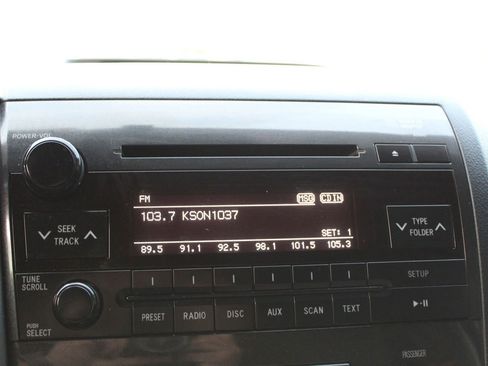 POWER-VOL
FM MSG CD IN
103.7 KSON1037
SET: 1
89.5 91.1 92.5 98.1 101.5 105.3
SEEK
TRACK
TYPE
FOLDER
TUNE
SCROLL
SETUP
PRESET RADIO DISC AUX SCAN TEXT
PUSH
SELECT
PASSENGER